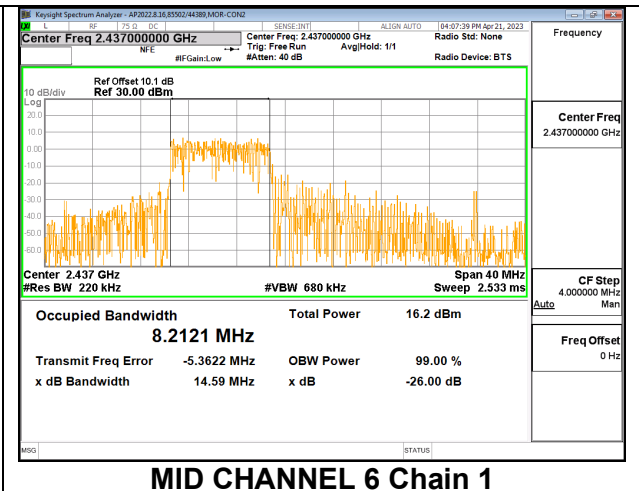 Keysight Spectrum Analyzer - AP2022.8.16,85502/44389,MOR-CON2
L RF 75 Ω DC SENSE:INT ALIGN AUTO 04:07:39 PM Apr 21, 2023
Center Freq 2.437000000 GHz
NFE
#IFGain:Low
Center Freq: 2.437000000 GHz
Trig: Free Run Avg|Hold: 1/1
#Atten: 40 dB
Radio Std: None
Radio Device: BTS
Frequency
Ref Offset 10.1 dB
10 dB/div Ref 30.00 dBm
Log
20.0
10.0
0.00
-10.0
-20.0
-30.0
-40.0
-50.0
-60.0
Center Freq
2.437000000 GHz
Center 2.437 GHz Span 40 MHz
#Res BW 220 kHz #VBW 680 kHz Sweep 2.533 ms
CF Step
4.000000 MHz
Auto Man
Freq Offset
0 Hz
Occupied Bandwidth Total Power 16.2 dBm
8.2121 MHz
Transmit Freq Error -5.3622 MHz OBW Power 99.00 %
x dB Bandwidth 14.59 MHz x dB -26.00 dB
MSG STATUS
MID CHANNEL 6 Chain 1